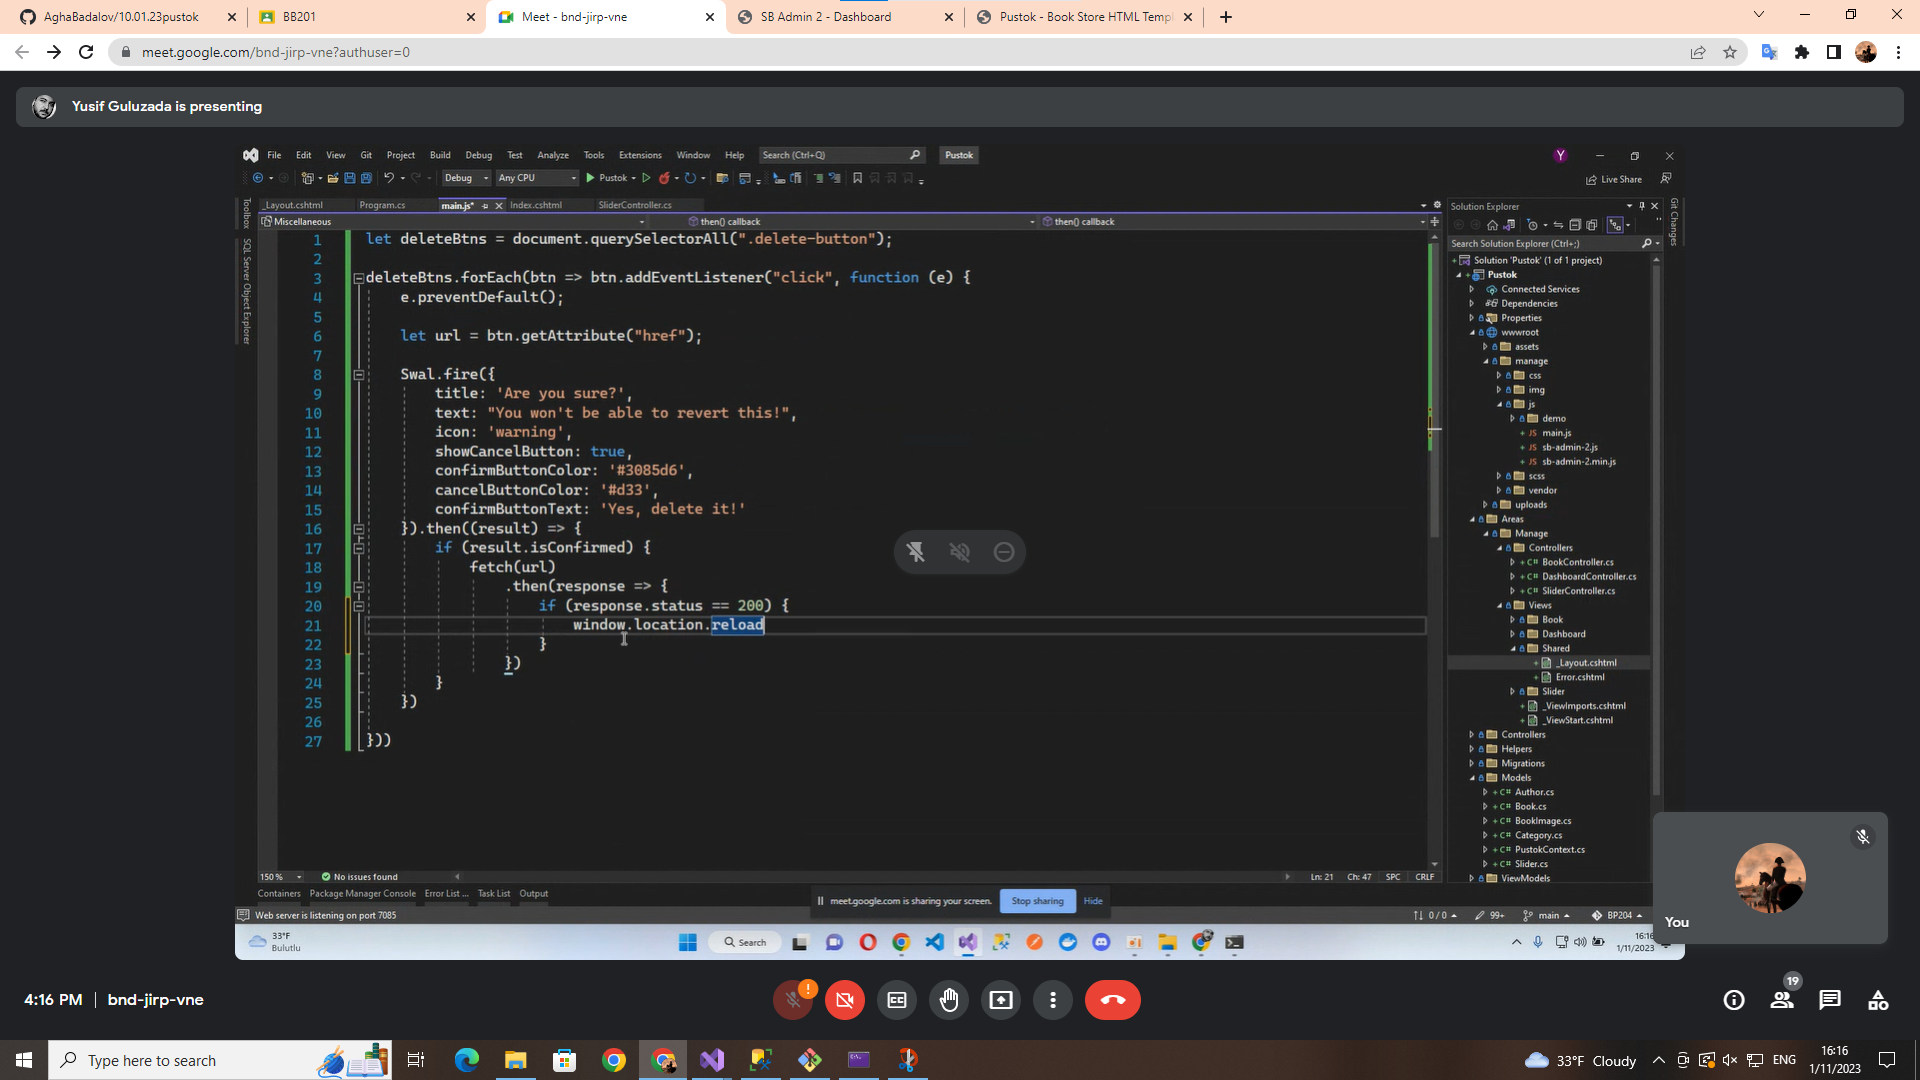 AghaBadalov/10.01.23pustok
BB201
Meet - bnd-jirp-vne
SB Admin 2 - Dashboard
Pustok - Book Store HTML Templ
meet.google.com/bnd-jirp-vne?authuser=0
Yusif Guluzada is presenting
File Edit View Git Project Build Debug Test Analyze Tools Extensions Window Help Search (Ctrl+Q) Pustok
Y
Debug Any CPU Pustok Live Share
_Layout.cshtml Program.cs main.js* Index.cshtml SliderController.cs
Miscellaneous then() callback then() callback
Toolbox
SQL Server Object Explorer
Git Changes
1 let deleteBtns = document.querySelectorAll(".delete-button");
2
3 deleteBtns.forEach(btn => btn.addEventListener("click", function (e) {
4 e.preventDefault();
5
6 let url = btn.getAttribute("href");
7
8 Swal.fire({
9 title: 'Are you sure?',
10 text: "You won't be able to revert this!",
11 icon: 'warning',
12 showCancelButton: true,
13 confirmButtonColor: '#3085d6',
14 cancelButtonColor: '#d33',
15 confirmButtonText: 'Yes, delete it!'
16 }).then((result) => {
17 if (result.isConfirmed) {
18 fetch(url)
19 .then(response => {
20 if (response.status == 200) {
21 window.location.reload
22 }
23 })
24 }
25 })
26
27 }))
Solution Explorer
Search Solution Explorer (Ctrl+;)
Solution 'Pustok' (1 of 1 project)
Pustok
Connected Services
Dependencies
Properties
wwwroot
assets
manage
css
img
js
demo
main.js
sb-admin-2.js
sb-admin-2.min.js
scss
vendor
uploads
Areas
Manage
Controllers
BookController.cs
DashboardController.cs
SliderController.cs
Views
Book
Dashboard
Shared
_Layout.cshtml
Error.cshtml
Slider
_ViewImports.cshtml
_ViewStart.cshtml
Controllers
Helpers
Migrations
Models
Author.cs
Book.cs
BookImage.cs
Category.cs
PustokContext.cs
Slider.cs
ViewModels
150 % No issues found Ln: 21 Ch: 47 SPC CRLF
Containers Package Manager Console Error List ... Task List Output
meet.google.com is sharing your screen. Stop sharing Hide
Web server is listening on port 7085 0 / 0 99+ main BP204
33°F
Bulutlu
Search
16:16
1/11/2023
You
4:16 PM | bnd-jirp-vne
19
Type here to search
33°F Cloudy
ENG
16:16
1/11/2023